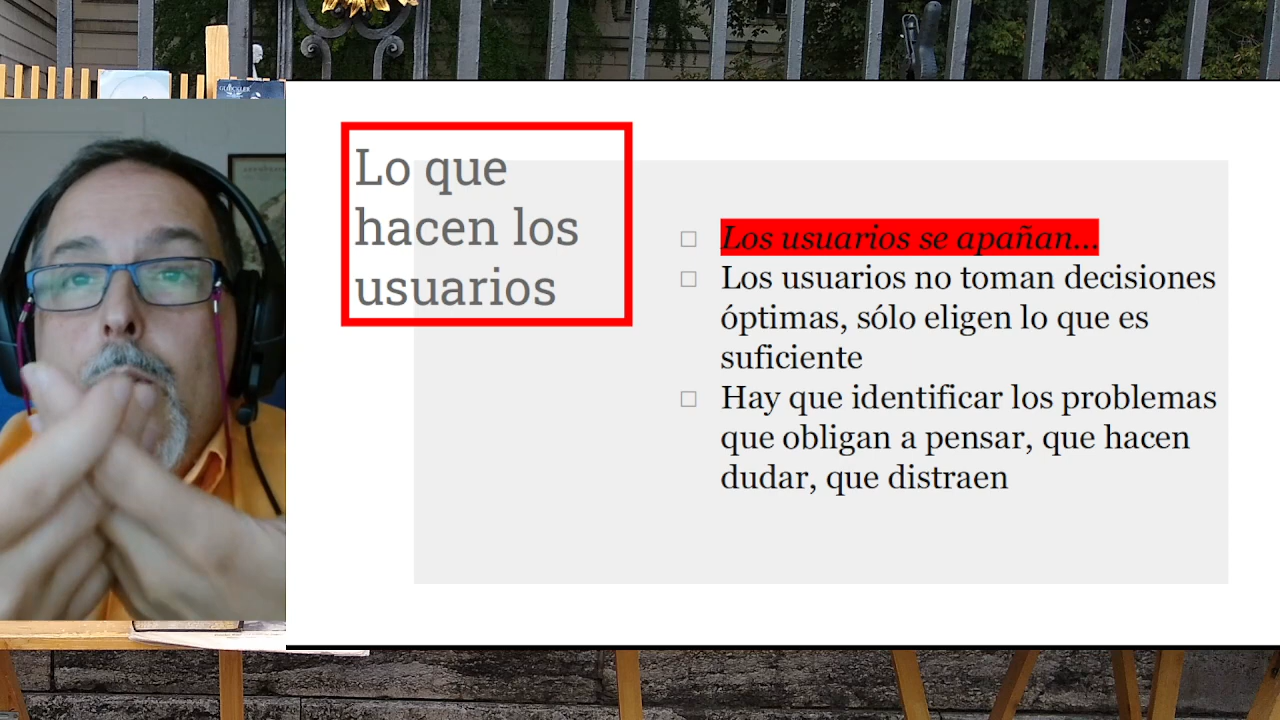 Lo que
hacen los
usuarios
Los usuarios se apañan...
Los usuarios no toman decisiones
óptimas, sólo eligen lo que es
suficiente
Hay que identificar los problemas
que obligan a pensar, que hacen
dudar, que distraen